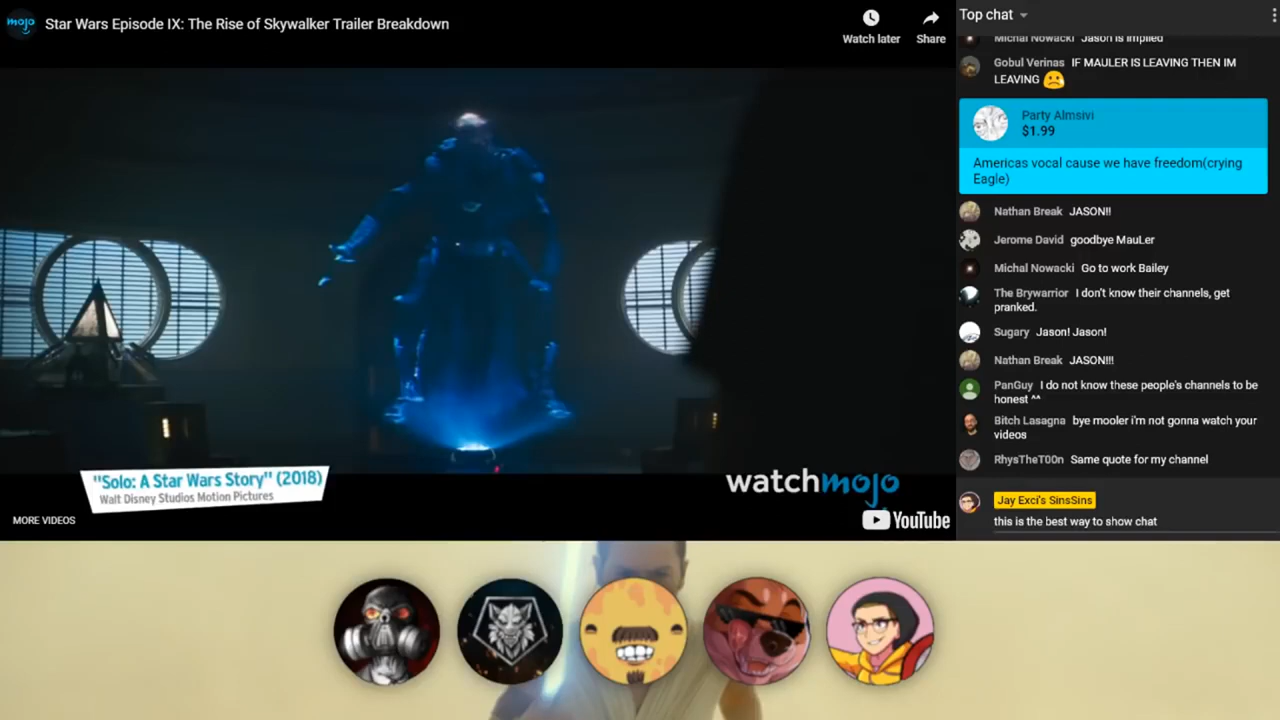 mojo
Star Wars Episode IX: The Rise of Skywalker Trailer Breakdown
Watch later
Share
"Solo: A Star Wars Story" (2018)
Walt Disney Studios Motion Pictures
watchmojo
MORE VIDEOS
YouTube
Top chat
Michal Nowacki Jason is implied
Gobul Verinas IF MAULER IS LEAVING THEN IM
LEAVING
Party Almsivi
$1.99
Americas vocal cause we have freedom(crying
Eagle)
Nathan Break JASON!!
Jerome David goodbye MauLer
Michal Nowacki Go to work Bailey
The Brywarrior I don't know their channels, get
pranked.
Sugary Jason! Jason!
Nathan Break JASON!!!
PanGuy I do not know these people's channels to be
honest ^^
Bitch Lasagna bye mooler i'm not gonna watch your
videos
RhysTheT00n Same quote for my channel
Jay Exci's SinsSins
this is the best way to show chat